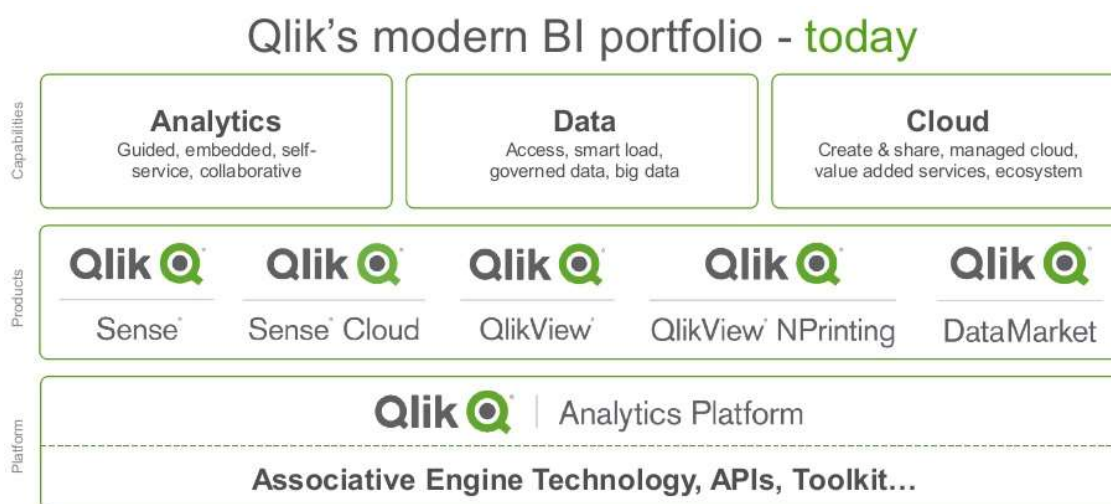 Qlik's modern BI portfolio - today
Capabilities
Analytics
Guided, embedded, self-
service, collaborative
Data
Access, smart load,
governed data, big data
Cloud
Create & share, managed cloud,
value added services, ecosystem
Products
Qlik
Sense®
Qlik
Sense® Cloud
Qlik
QlikView®
Qlik
QlikView® NPrinting
Qlik
DataMarket
Platform
Qlik | Analytics Platform
Associative Engine Technology, APIs, Toolkit...